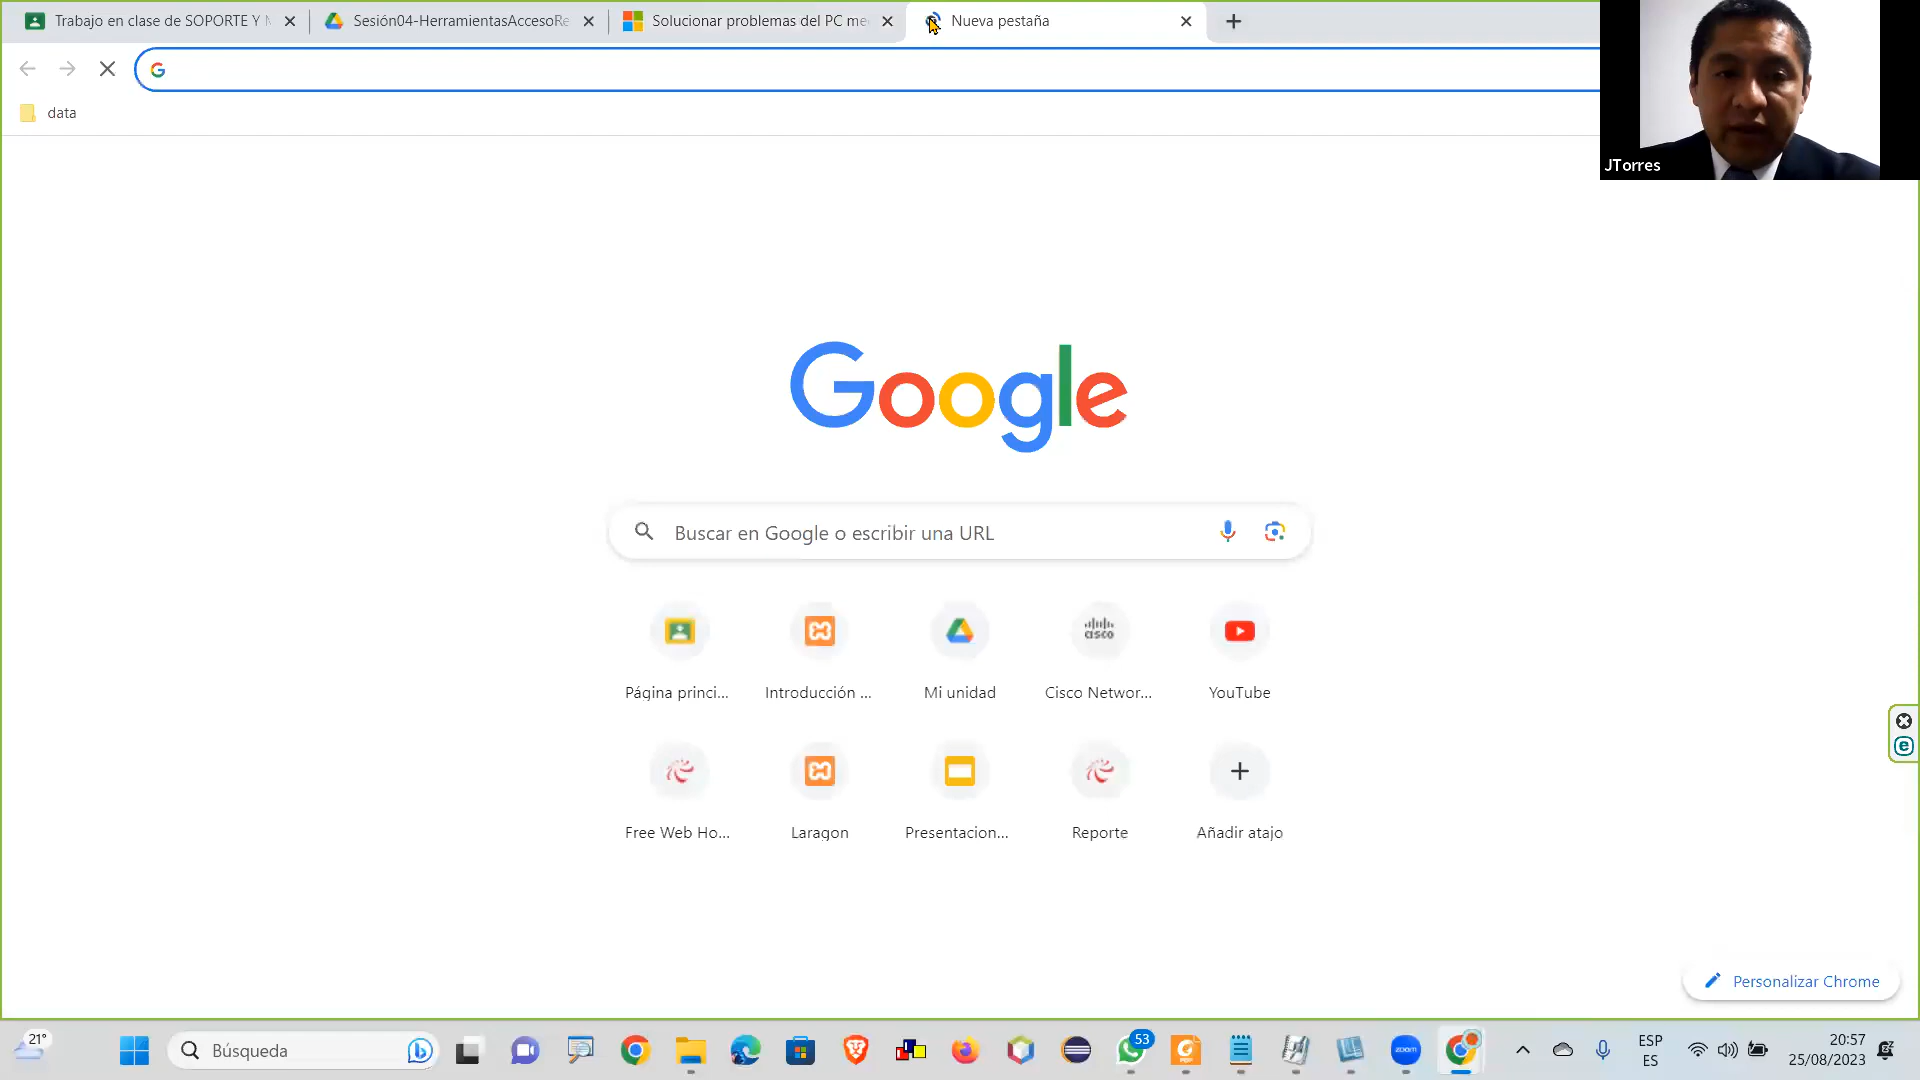 Trabajo en clase de SOPORTE Y M
Sesión04-HerramientasAccesoRe
Solucionar problemas del PC me
Nueva pestaña
data
JTorres
Google
Buscar en Google o escribir una URL
Página princi...
Introducción ...
Mi unidad
cisco
Cisco Networ...
YouTube
Free Web Ho...
Laragon
Presentacion...
Reporte
Añadir atajo
Personalizar Chrome
21°
Búsqueda
53
zoom
ESP
ES
20:57
25/08/2023